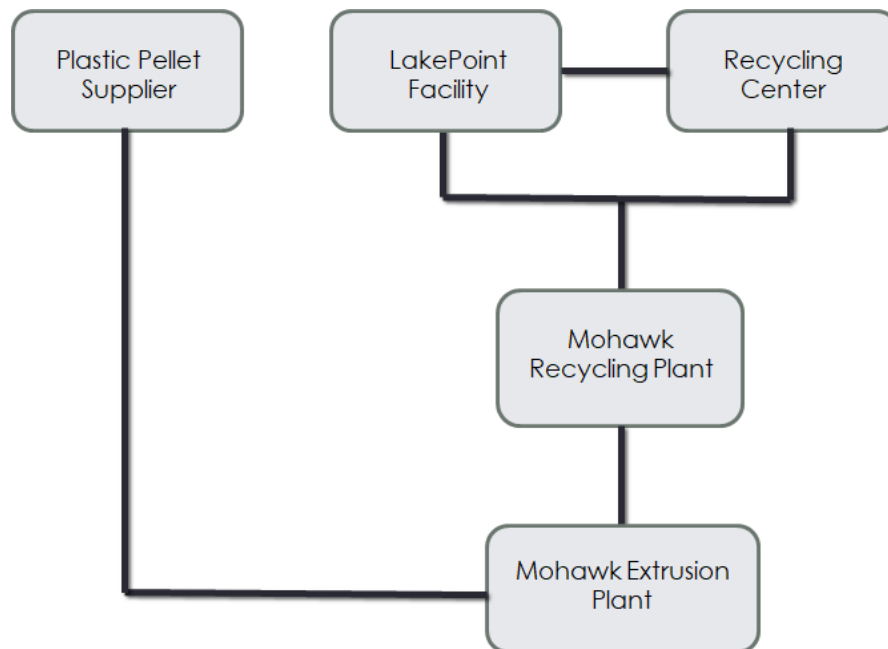 Plastic Pellet
Supplier
LakePoint
Facility
Recycling
Center
Mohawk
Recycling Plant
Mohawk Extrusion
Plant